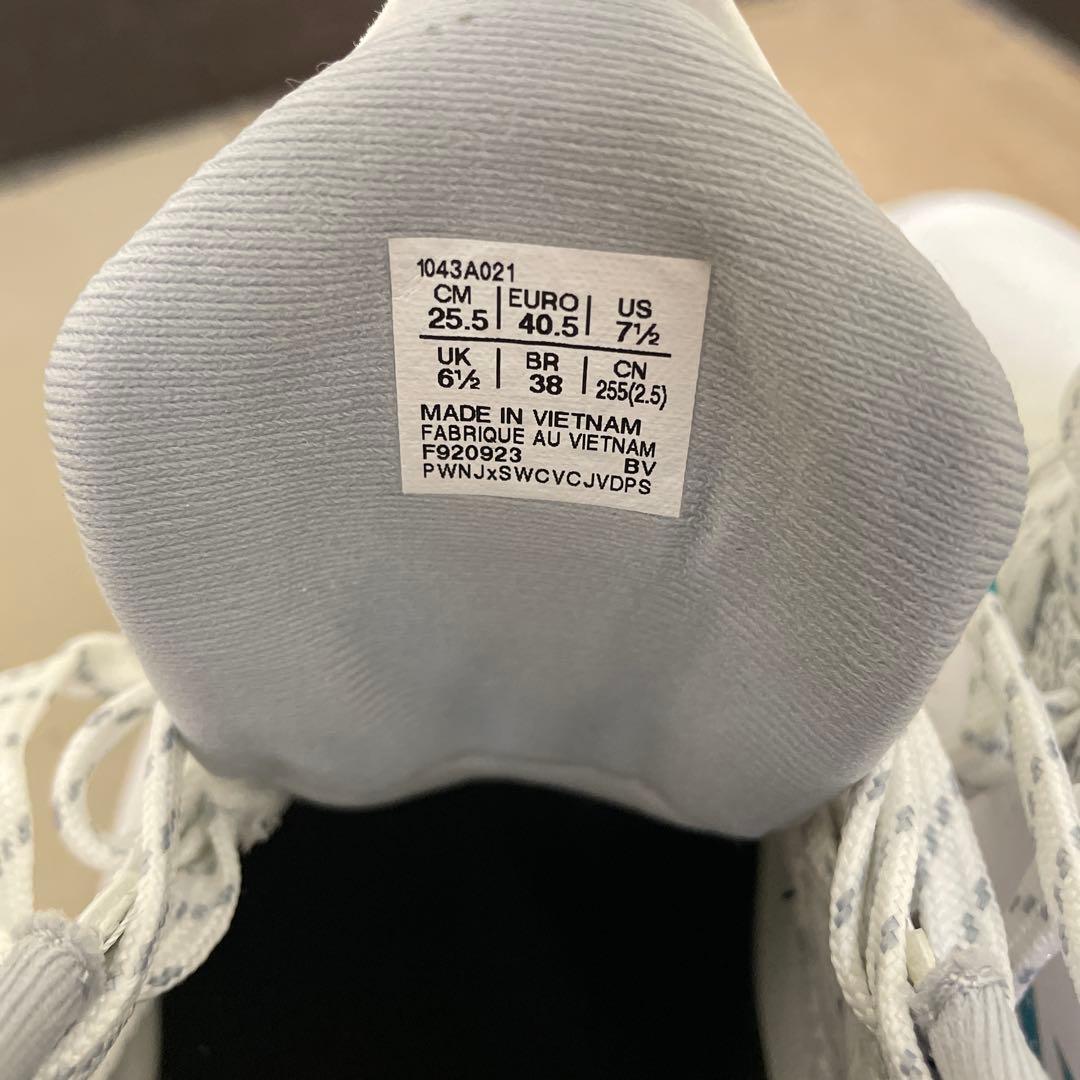 1043A021
CM | EURO | US
25.5 | 40.5 | 7½
UK | BR | CN
6½ | 38 | 255(2.5)
MADE IN VIETNAM
FABRIQUE AU VIETNAM
F920923 BV
PWNJxSWCVCJVDPS